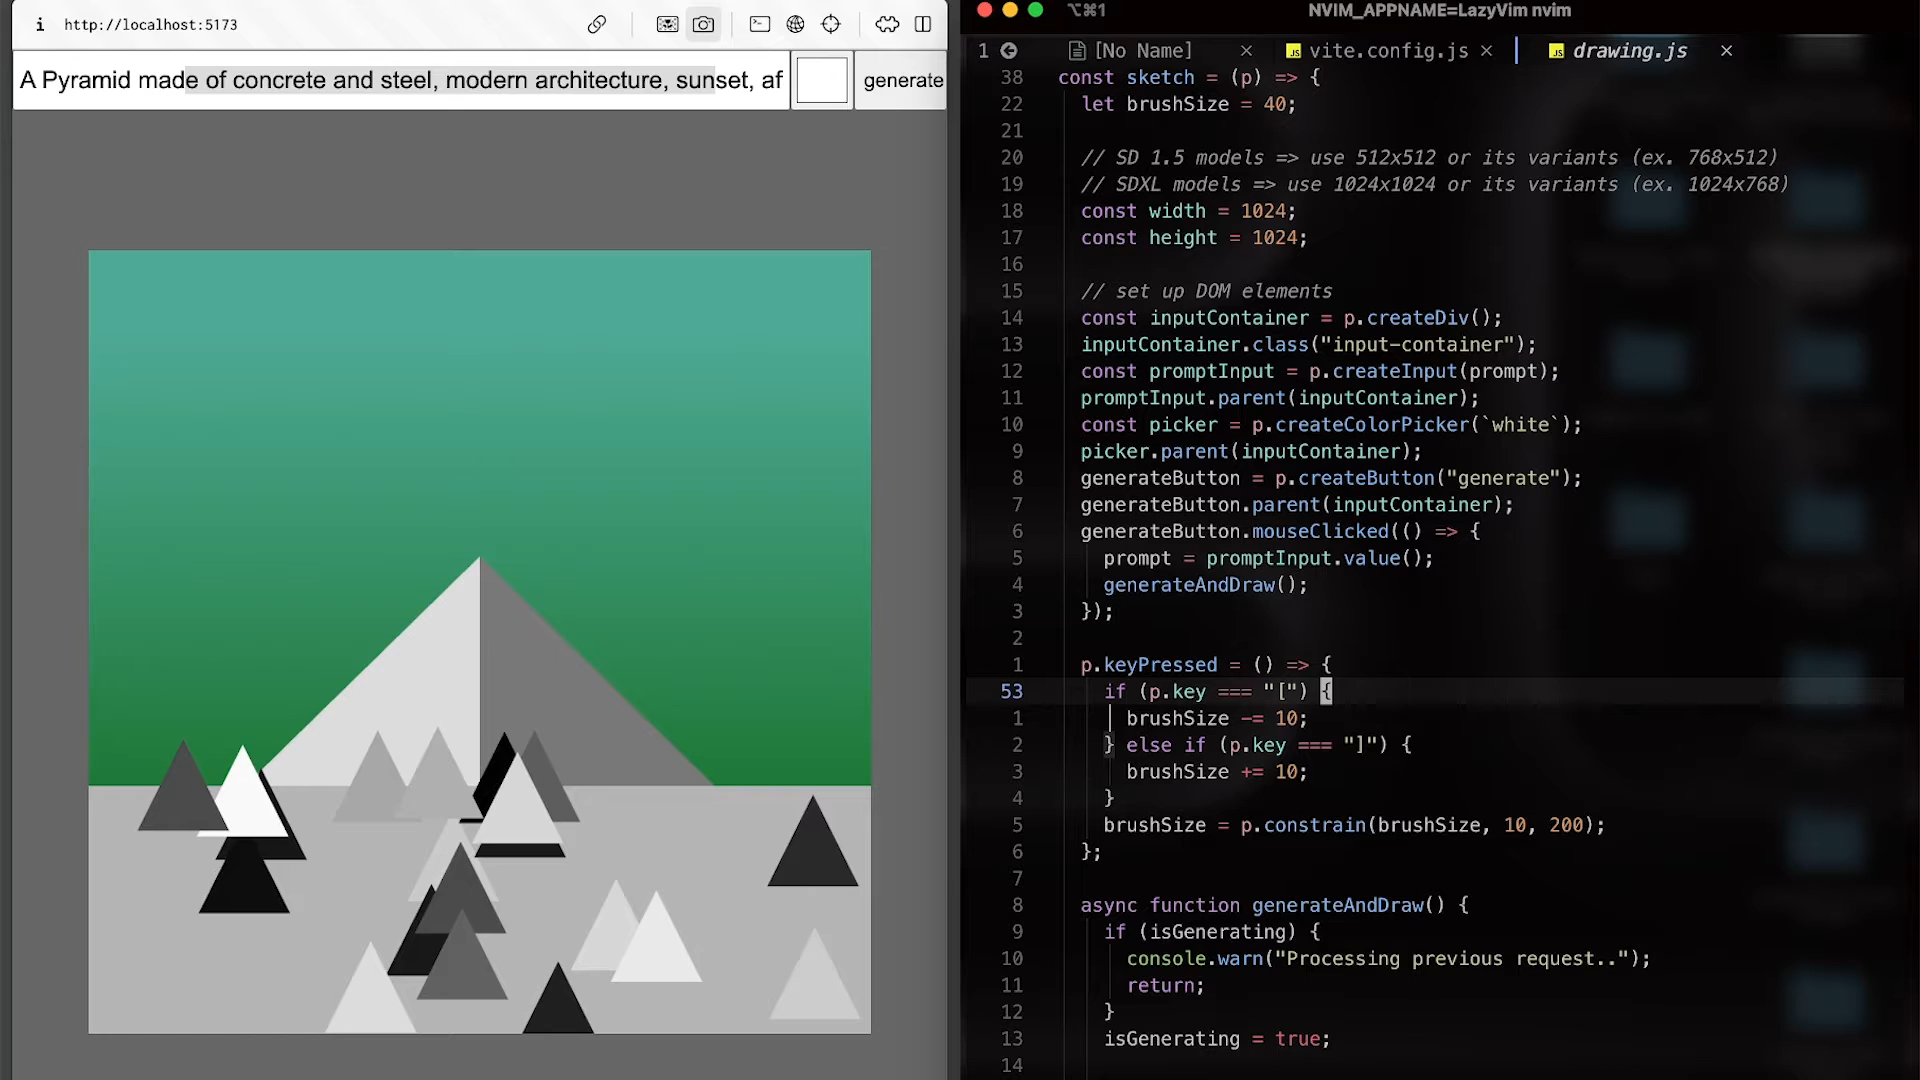 http://localhost:5173
A Pyramid made of concrete and steel, modern architecture, sunset, af
generate
⌥⌘1
NVIM_APPNAME=LazyVim nvim
1 [No Name] × JS vite.config.js × JS drawing.js ×
38 const sketch = (p) => {
22 let brushSize = 40;
21
20 // SD 1.5 models => use 512x512 or its variants (ex. 768x512)
19 // SDXL models => use 1024x1024 or its variants (ex. 1024x768)
18 const width = 1024;
17 const height = 1024;
16
15 // set up DOM elements
14 const inputContainer = p.createDiv();
13 inputContainer.class("input-container");
12 const promptInput = p.createInput(prompt);
11 promptInput.parent(inputContainer);
10 const picker = p.createColorPicker(`white`);
9 picker.parent(inputContainer);
8 generateButton = p.createButton("generate");
7 generateButton.parent(inputContainer);
6 generateButton.mouseClicked(() => {
5 prompt = promptInput.value();
4 generateAndDraw();
3 });
2
1 p.keyPressed = () => {
53 if (p.key === "[") {
1 brushSize -= 10;
2 } else if (p.key === "]") {
3 brushSize += 10;
4 }
5 brushSize = p.constrain(brushSize, 10, 200);
6 };
7
8 async function generateAndDraw() {
9 if (isGenerating) {
10 console.warn("Processing previous request..");
11 return;
12 }
13 isGenerating = true;
14